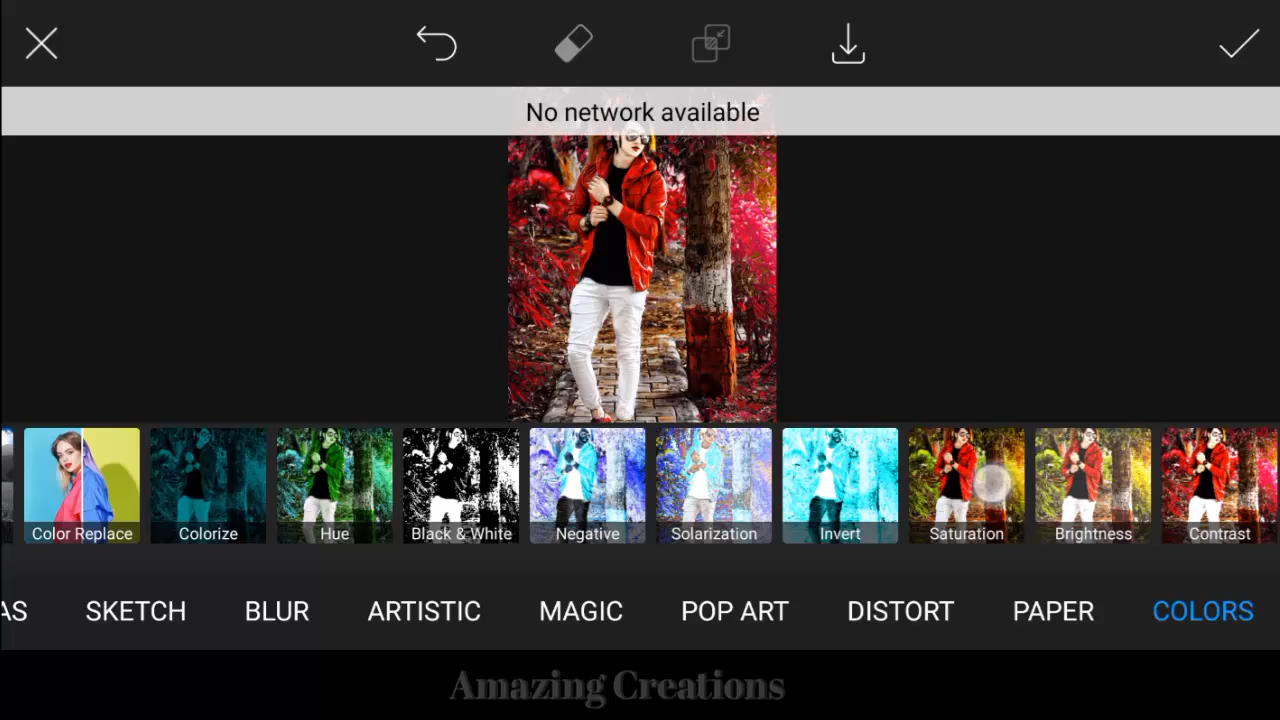 No network available
Color Replace
Colorize
Hue
Black & White
Negative
Solarization
Invert
Saturation
Brightness
Contrast
AS SKETCH BLUR ARTISTIC MAGIC POP ART DISTORT PAPER COLORS
Amazing Creations